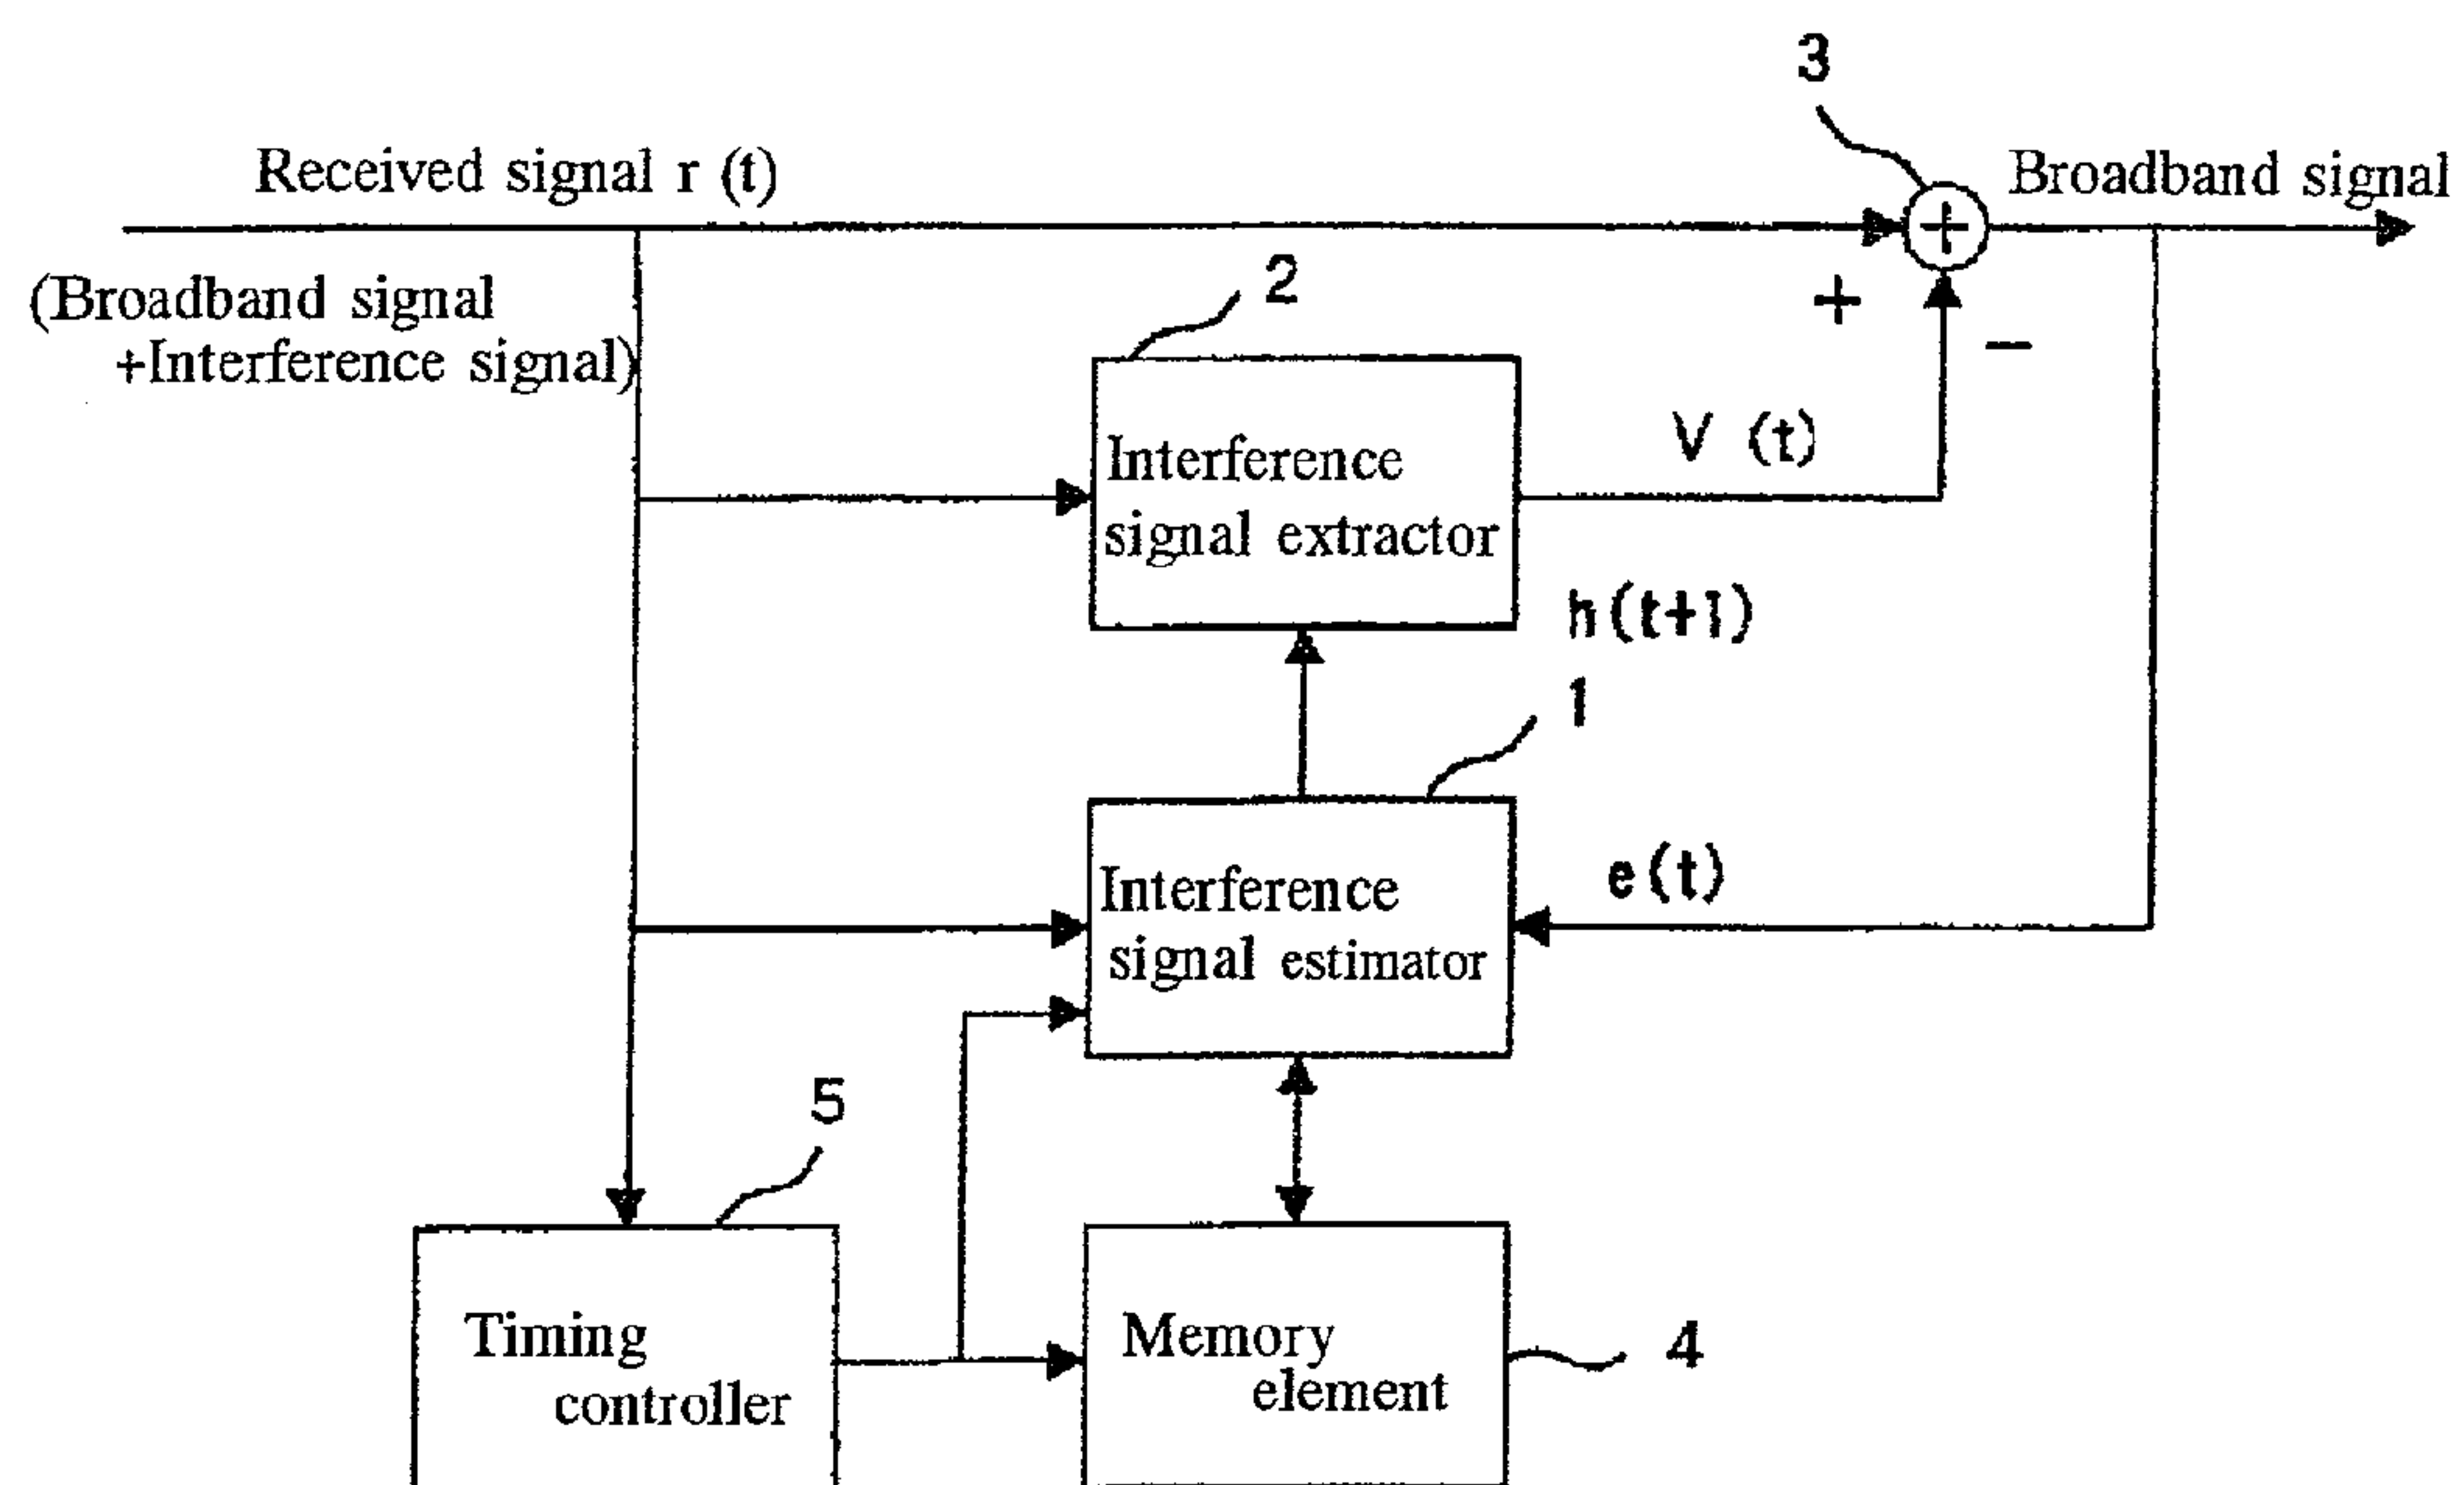 3
Received signal r (t)
Broadband signal
(Broadband signal
+Interference signal)
+
2
−
Interference
signal extractor
V (t)
h(t+1)
1
Interference
signal estimator
e(t)
5
Timing
controller
Memory
element
4